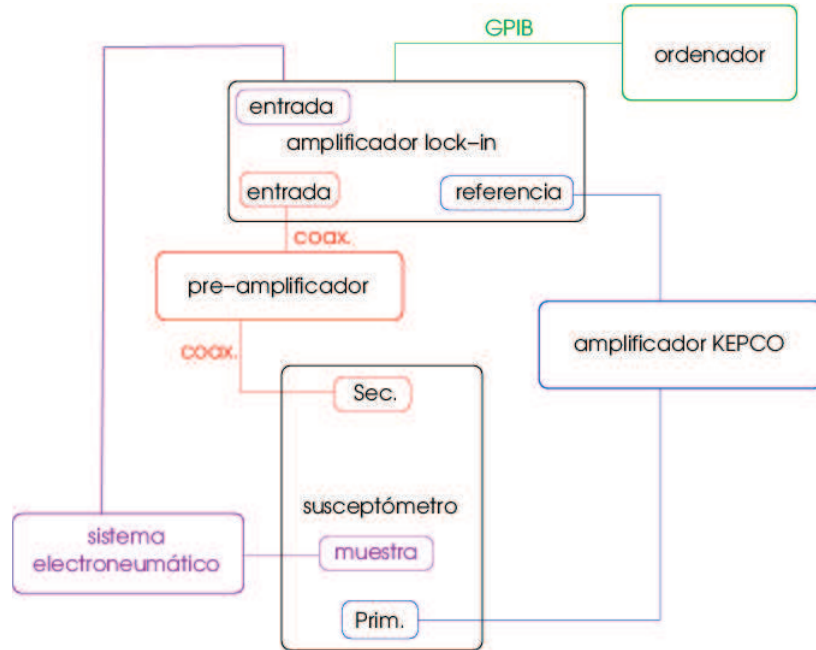 GPIB
ordenador
entrada
amplificador lock-in
entrada
referencia
coax.
pre-amplificador
amplificador KEPCO
coax.
Sec.
susceptómetro
sistema
electroneumático
muestra
Prim.